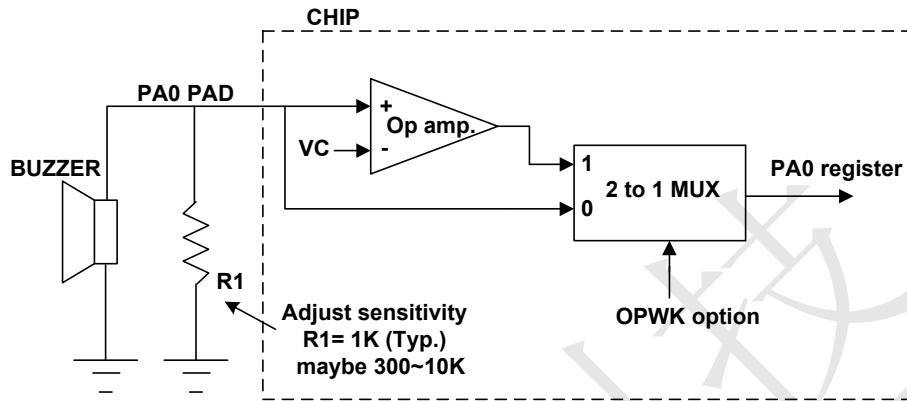 CHIP
PA0 PAD
+
Op amp.
VC
-
BUZZER
1
PA0 register
2 to 1 MUX
0
R1
Adjust sensitivity
R1= 1K (Typ.)
maybe 300~10K
OPWK option